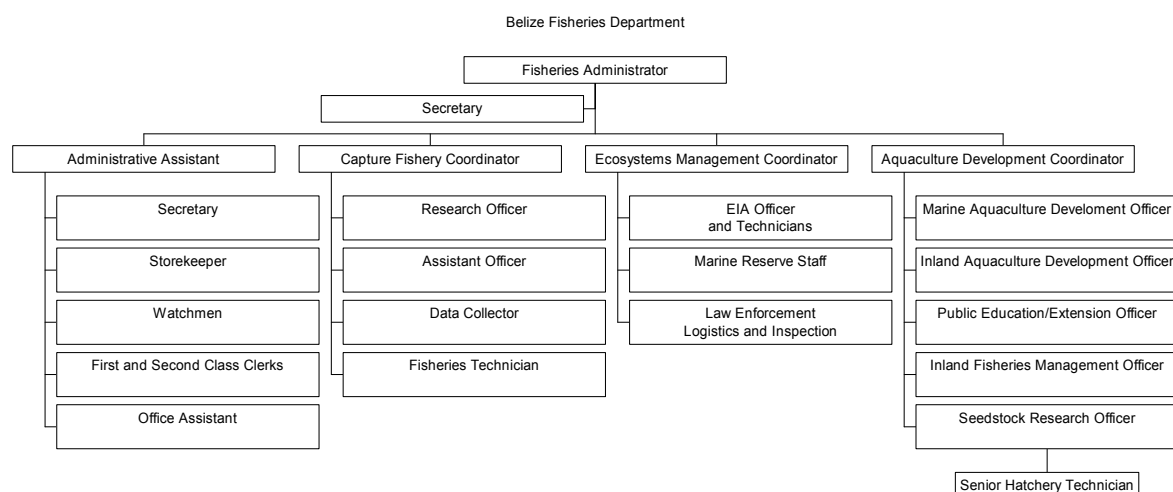 Belize Fisheries Department
Fisheries Administrator
Secretary
Administrative Assistant
Capture Fishery Coordinator
Ecosystems Management Coordinator
Aquaculture Development Coordinator
Secretary
Storekeeper
Watchmen
First and Second Class Clerks
Office Assistant
Research Officer
Assistant Officer
Data Collector
Fisheries Technician
EIA Officer
and Technicians
Marine Reserve Staff
Law Enforcement
Logistics and Inspection
Marine Aquaculture Develoment Officer
Inland Aquaculture Development Officer
Public Education/Extension Officer
Inland Fisheries Management Officer
Seedstock Research Officer
Senior Hatchery Technician